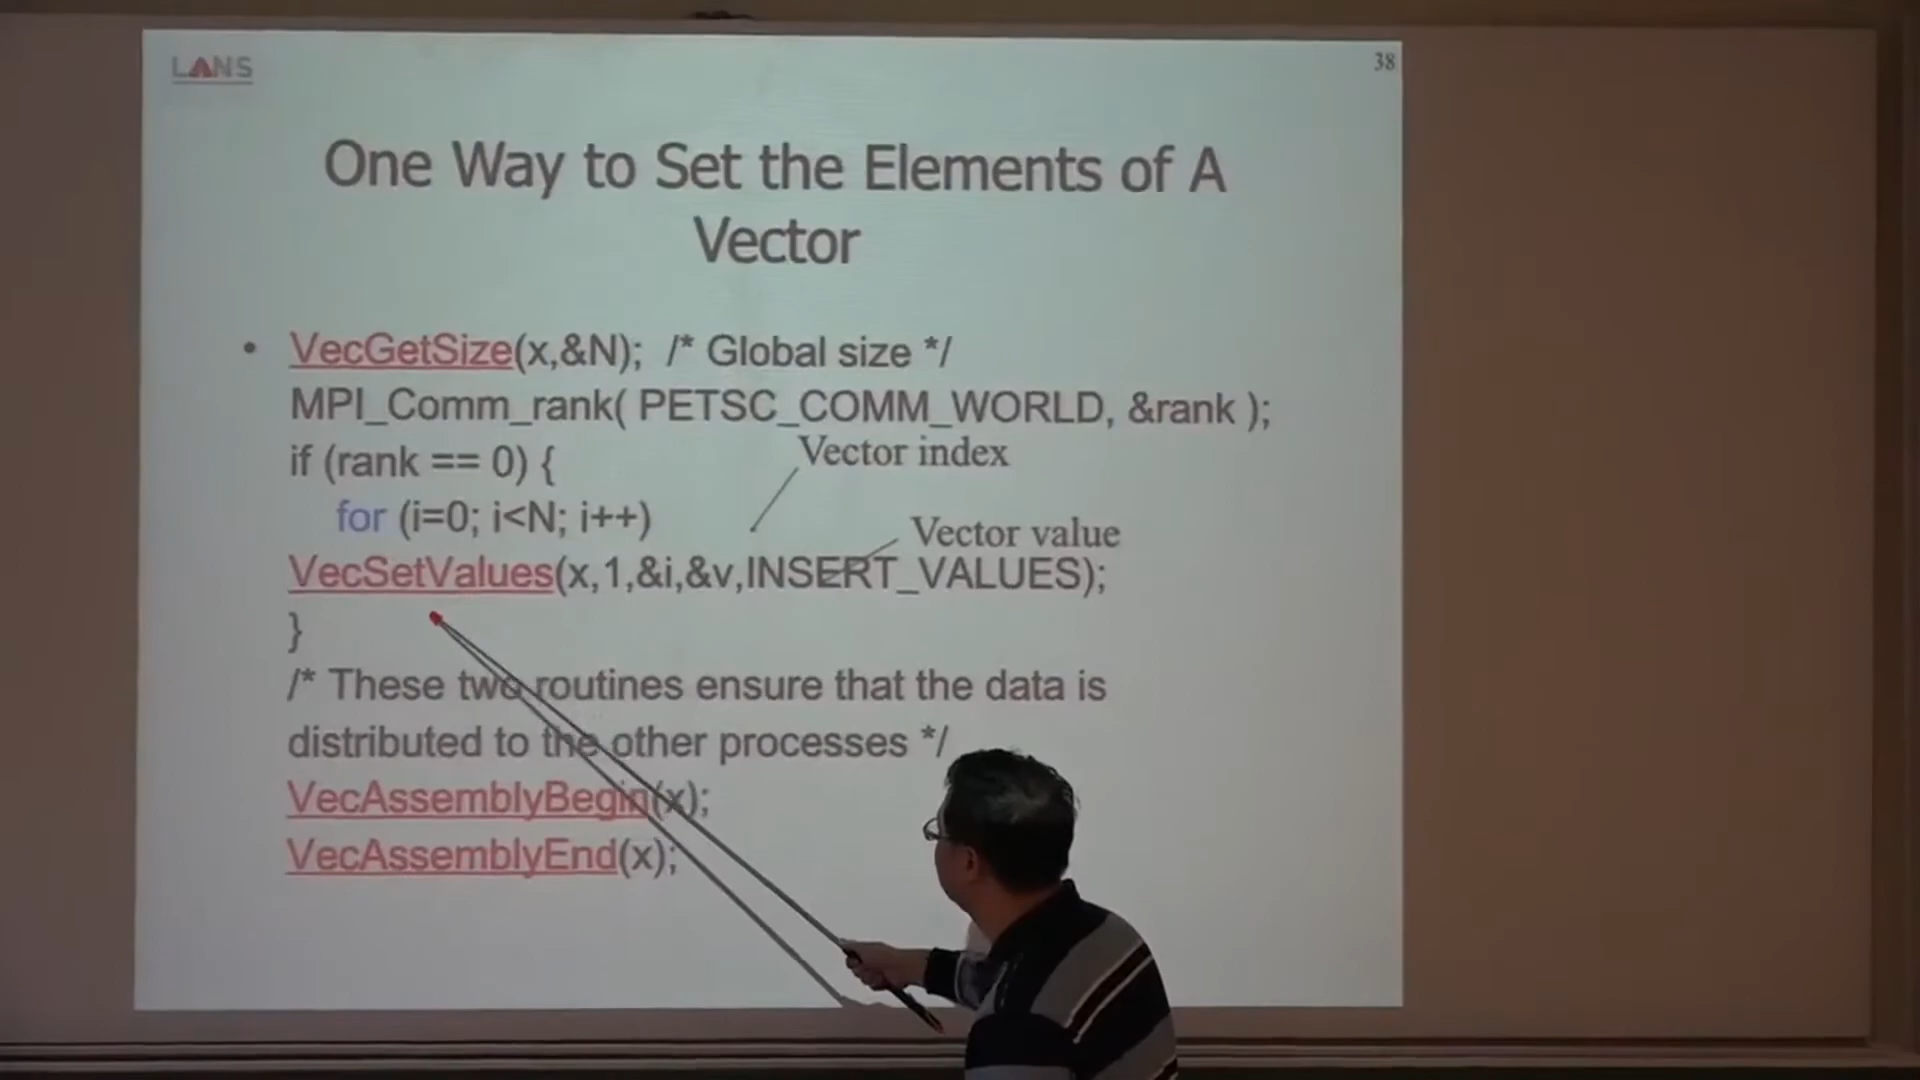 LANS
38
One Way to Set the Elements of A
Vector
• VecGetSize(x,&N); /* Global size */
MPI_Comm_rank( PETSC_COMM_WORLD, &rank );
if (rank == 0) {
Vector index
for (i=0; i<N; i++)
Vector value
VecSetValues(x,1,&i,&v,INSERT_VALUES);
}
/* These two routines ensure that the data is
distributed to the other processes */
VecAssemblyBegin(x);
VecAssemblyEnd(x);